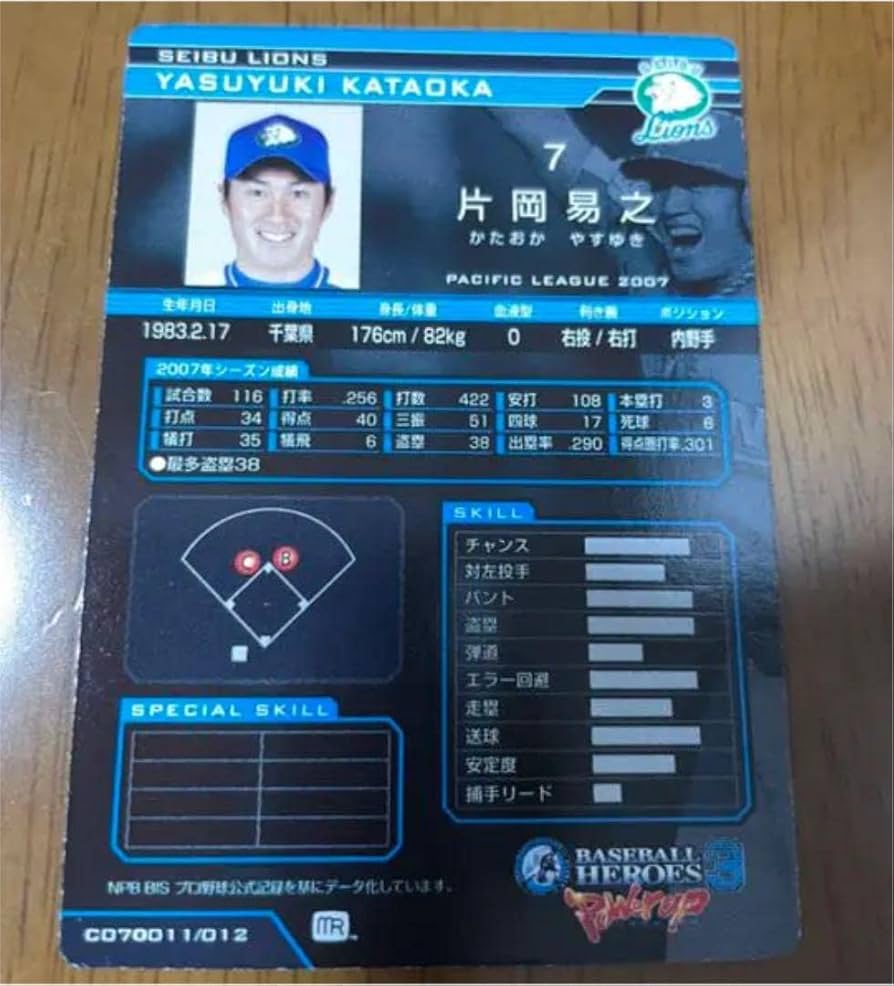 SEIBU LIONS
YASUYUKI KATAOKA
Lions
7
片岡易之
かたおか やすゆき
PACIFIC LEAGUE 2007
生年月日 出身地 身長/体重 血液型 利き腕 ポジション
1983.2.17 千葉県 176cm / 82kg O 右投 / 右打 内野手
2007年シーズン成績
試合数 116 打率 .256 打数 422 安打 108 本塁打 3
打点 34 得点 40 三振 51 四球 17 死球 6
犠打 35 犠飛 6 盗塁 38 出塁率 .290 得点圏打率 .301
●最多盗塁38
C B
SKILL
チャンス
対左投手
バント
盗塁
弾道
エラー回避
走塁
送球
安定度
捕手リード
SPECIAL SKILL
NPB BIS プロ野球公式記録を基にデータ化しています。
BASEBALL HEROES 3
Powerup
C070D11/012
MR